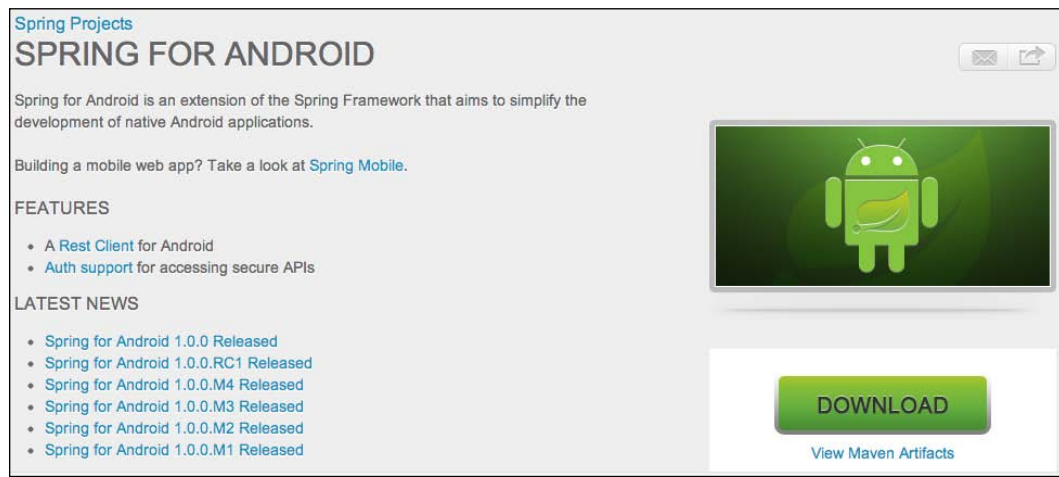 Spring Projects
SPRING FOR ANDROID
Spring for Android is an extension of the Spring Framework that aims to simplify the
development of native Android applications.
Building a mobile web app? Take a look at Spring Mobile.
FEATURES
• A Rest Client for Android
• Auth support for accessing secure APIs
LATEST NEWS
• Spring for Android 1.0.0 Released
• Spring for Android 1.0.0.RC1 Released
• Spring for Android 1.0.0.M4 Released
• Spring for Android 1.0.0.M3 Released
• Spring for Android 1.0.0.M2 Released
• Spring for Android 1.0.0.M1 Released
DOWNLOAD
View Maven Artifacts